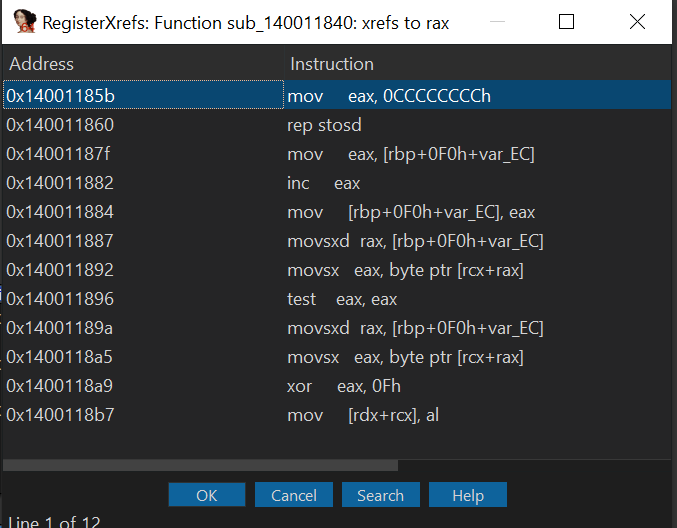 RegisterXrefs: Function sub_140011840: xrefs to rax
Address Instruction
0x14001185b mov eax, 0CCCCCCCCh
0x140011860 rep stosd
0x14001187f mov eax, [rbp+0F0h+var_EC]
0x140011882 inc eax
0x140011884 mov [rbp+0F0h+var_EC], eax
0x140011887 movsxd rax, [rbp+0F0h+var_EC]
0x140011892 movsx eax, byte ptr [rcx+rax]
0x140011896 test eax, eax
0x14001189a movsxd rax, [rbp+0F0h+var_EC]
0x1400118a5 movsx eax, byte ptr [rcx+rax]
0x1400118a9 xor eax, 0Fh
0x1400118b7 mov [rdx+rcx], al
OK Cancel Search Help
Line 1 of 12